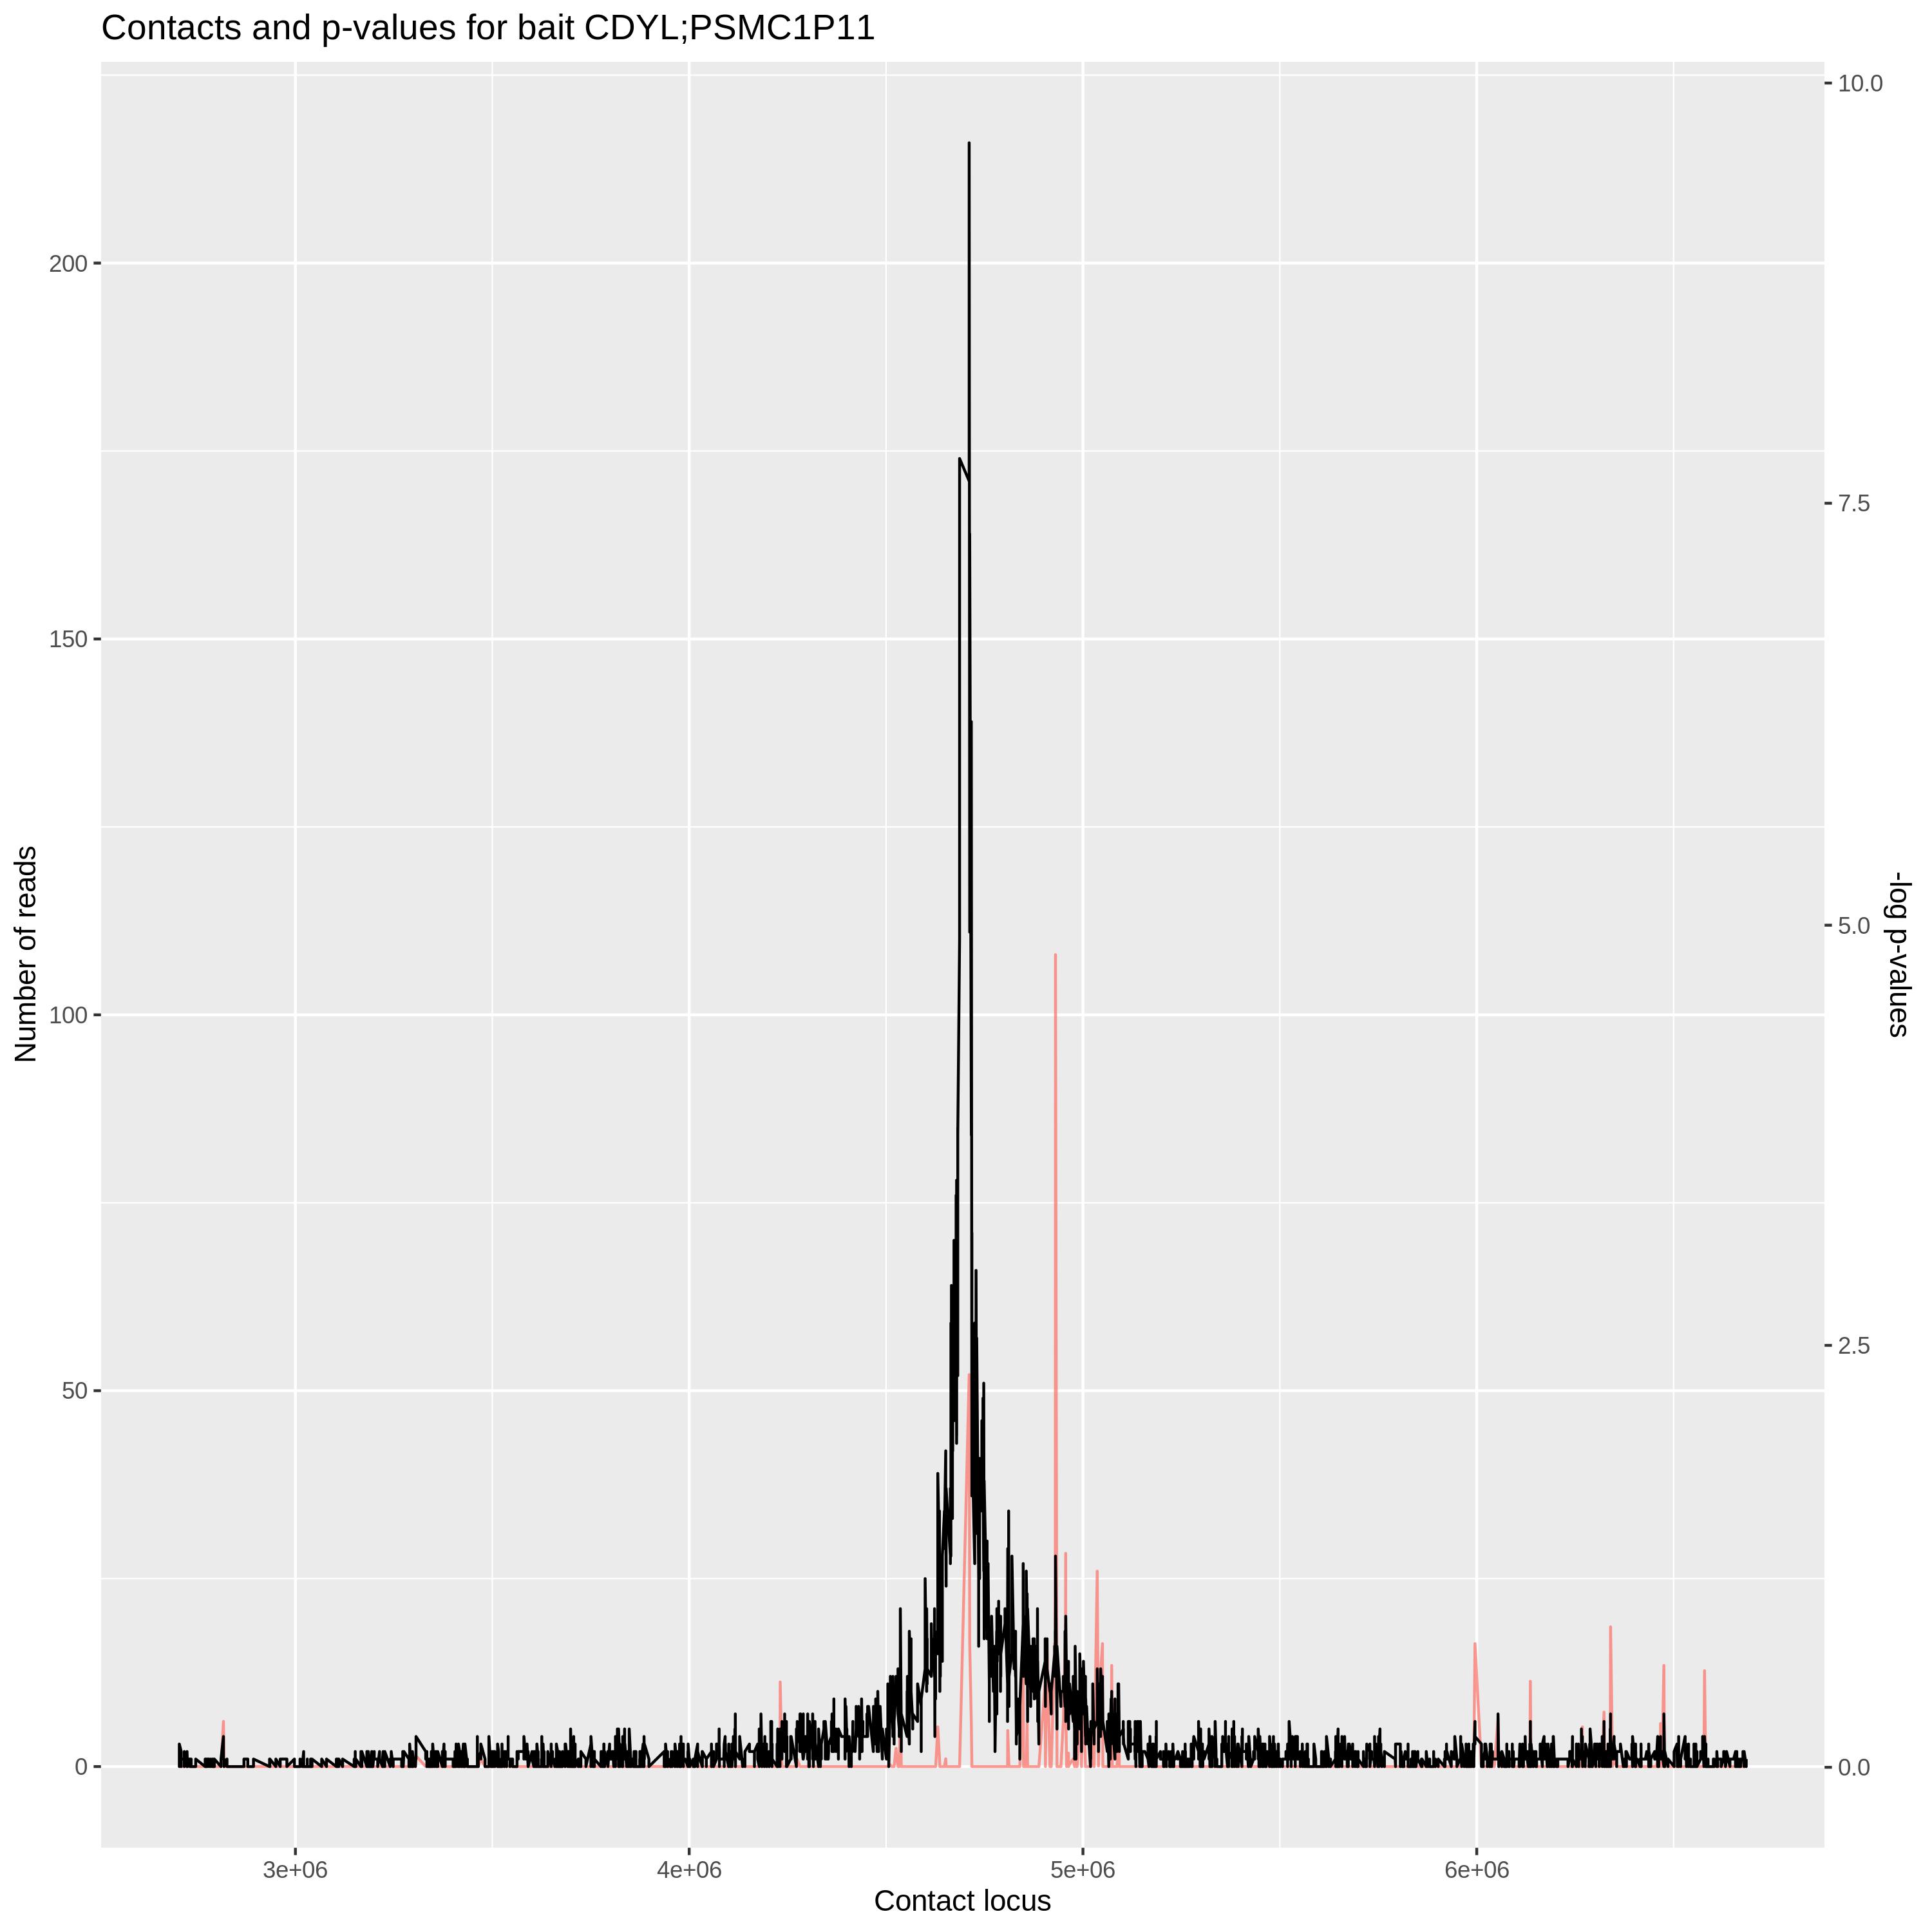 Contacts and p-values for bait CDYL;PSMC1P11
10.0
200
7.5
150
5.0
Number of reads
-log p-values
100
2.5
50
0
0.0
3e+06
4e+06
5e+06
6e+06
Contact locus